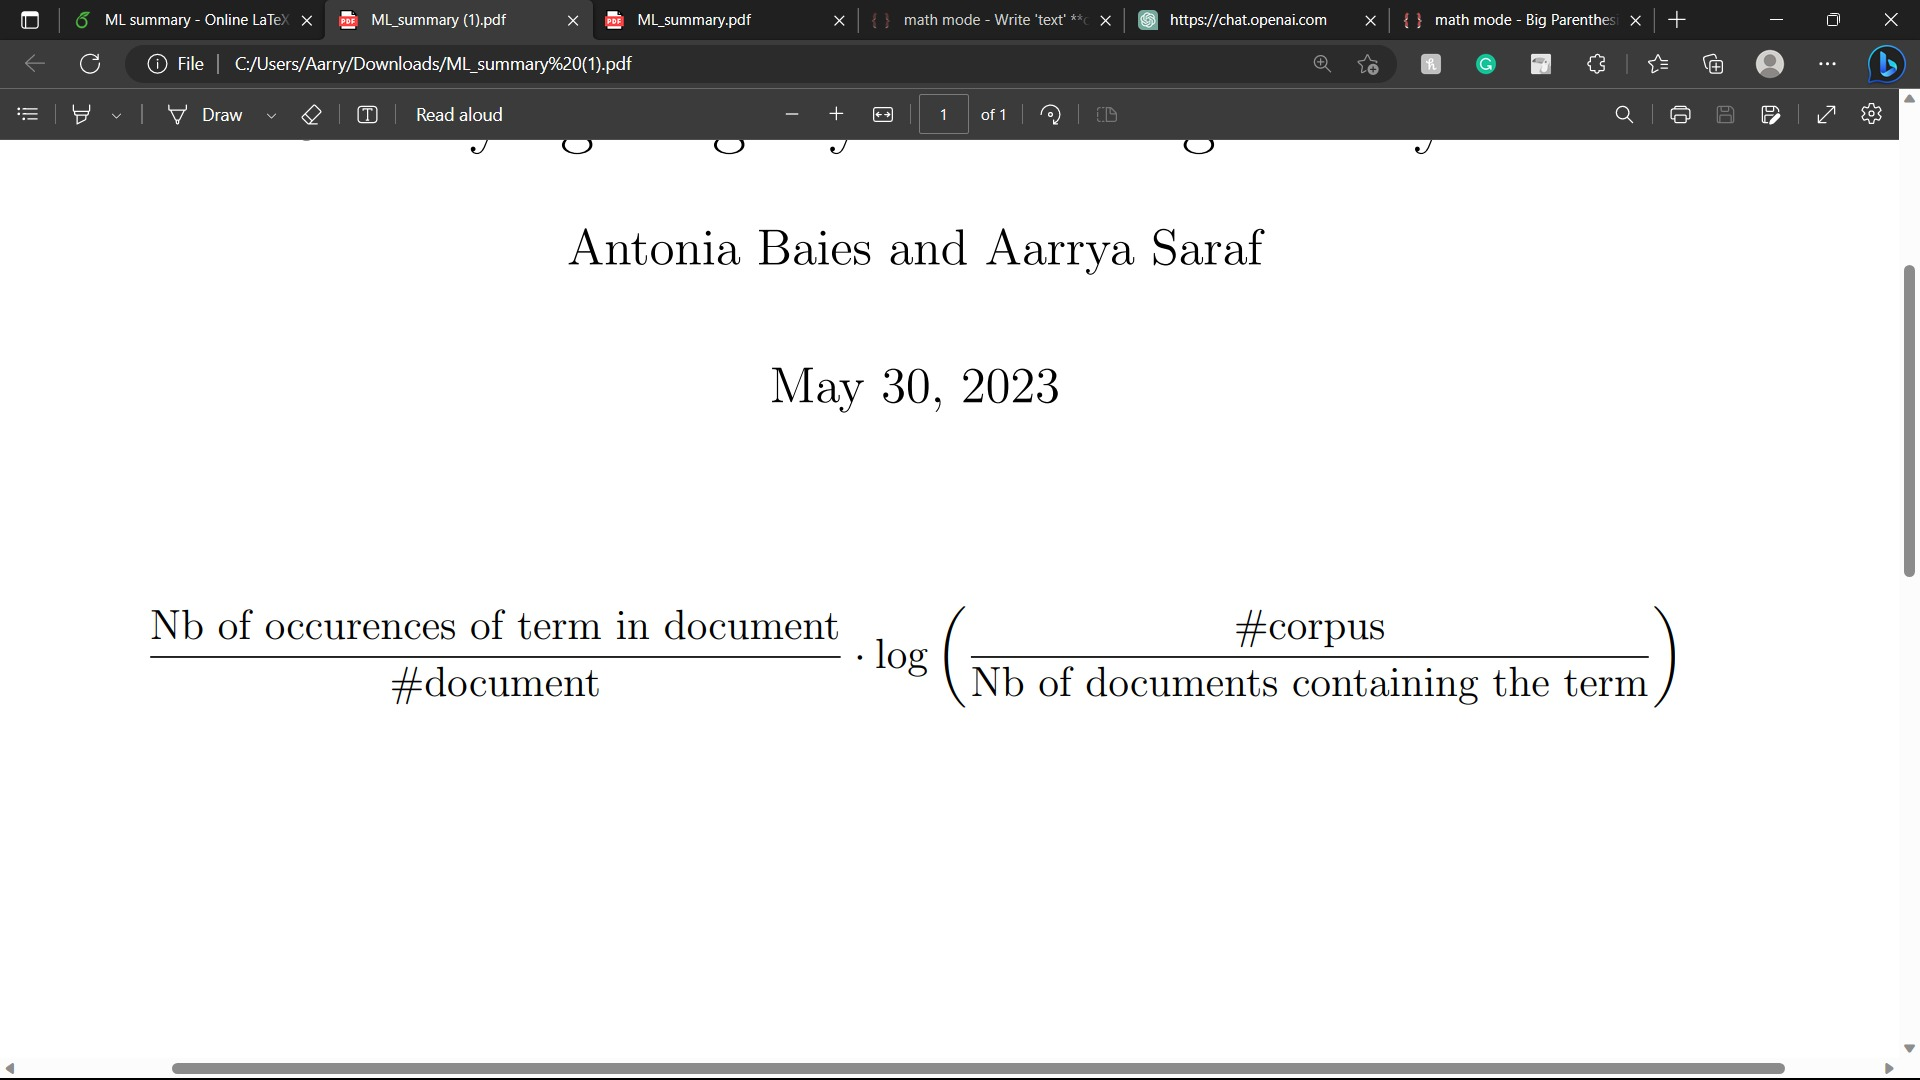 ML summary - Online LaTeX
ML_summary (1).pdf
ML_summary.pdf
math mode - Write 'text' **
https://chat.openai.com
math mode - Big Parenthes
File
C:/Users/Aarry/Downloads/ML_summary%20(1).pdf
Draw
Read aloud
1
of 1
Antonia Baies and Aarrya Saraf
May 30, 2023
Nb of occurences of term in document
#document
· log
(
#corpus
Nb of documents containing the term
)